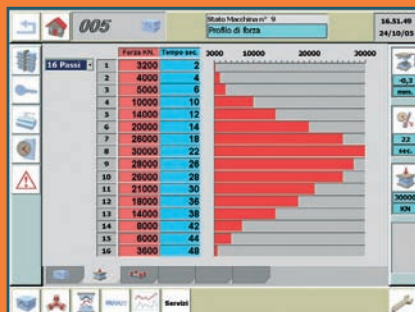 005
Stato Macchina n° 9
Profilo di forza
16.51.49
24/10/05
Forza KN. Tempo sec. 3000 10000 20000 30000
16 Passi
1 3200 2
2 4000 4
3 5000 6
4 10000 10
5 14000 12
6 20000 14
7 26000 18
8 30000 22
9 28000 26
10 26000 28
11 21000 30
12 18000 36
13 14000 38
14 8000 42
15 6000 44
16 3600 48
-0,2
mm.
22
sec.
30000
KN
Servizi